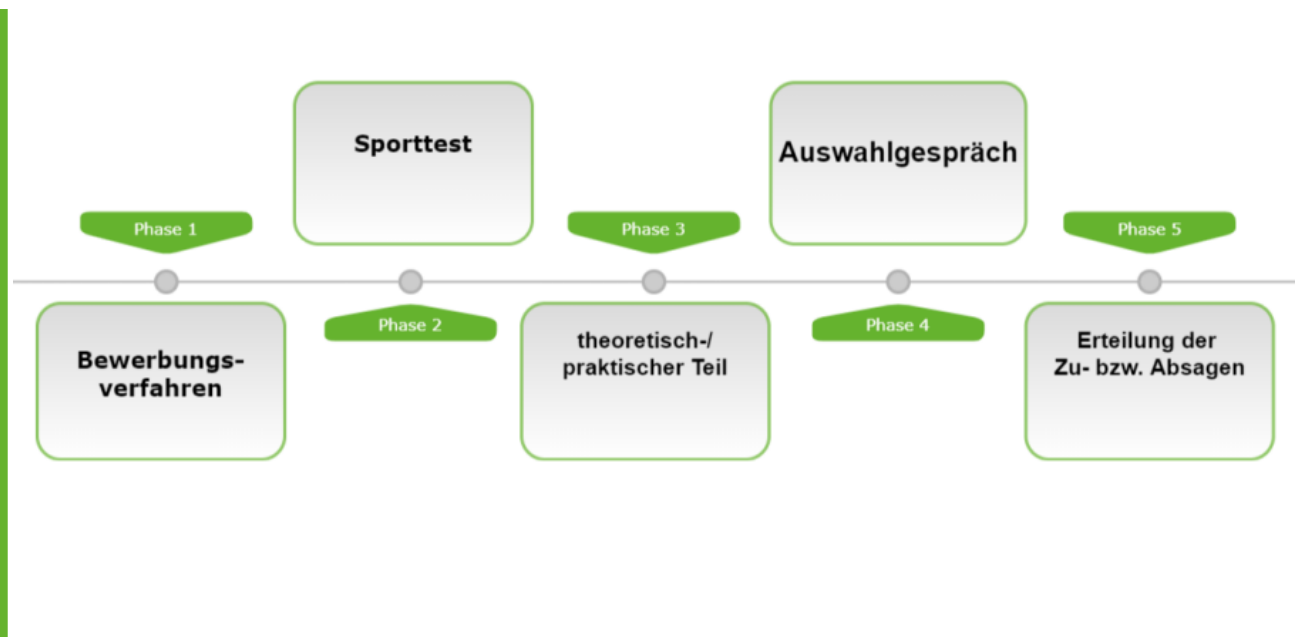 Phase 1
Bewerbungs-
verfahren
Sporttest
Phase 2
Phase 3
theoretisch-/
praktischer Teil
Auswahlgespräch
Phase 4
Phase 5
Erteilung der
Zu- bzw. Absagen